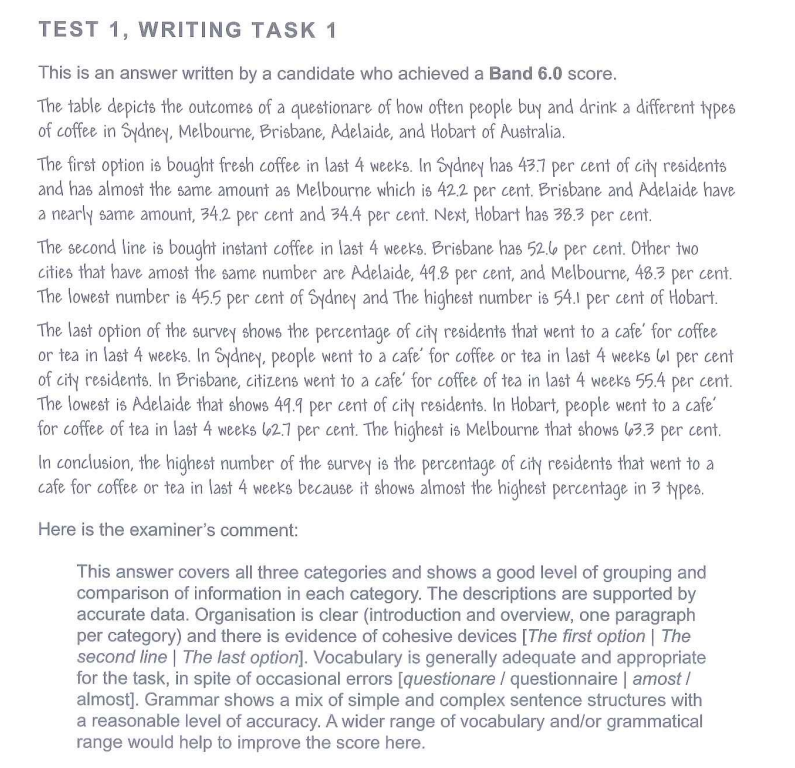 TEST 1, WRITING TASK 1
This is an answer written by a candidate who achieved a Band 6.0 score.
The table depicts the outcomes of a questionare of how often people buy and drink a different types
of coffee in Sydney, Melbourne, Brisbane, Adelaide, and Hobart of Australia.
The first option is bought fresh coffee in last 4 weeks. In Sydney has 43.7 per cent of city residents
and has almost the same amount as Melbourne which is 42.2 per cent. Brisbane and Adelaide have
a nearly same amount, 34.2 per cent and 34.4 per cent. Next, Hobart has 38.3 per cent.
The second line is bought instant coffee in last 4 weeks. Brisbane has 52.6 per cent. Other two
cities that have amost the same number are Adelaide, 49.8 per cent, and Melbourne, 48.3 per cent.
The lowest number is 45.5 per cent of Sydney and The highest number is 54.1 per cent of Hobart.
The last option of the survey shows the percentage of city residents that went to a cafe' for coffee
or tea in last 4 weeks. In Sydney, people went to a cafe' for coffee or tea in last 4 weeks 61 per cent
of city residents. In Brisbane, citizens went to a cafe' for coffee of tea in last 4 weeks 55.4 per cent.
The lowest is Adelaide that shows 49.9 per cent of city residents. In Hobart, people went to a cafe'
for coffee of tea in last 4 weeks 62.7 per cent. The highest is Melbourne that shows 63.3 per cent.
In conclusion, the highest number of the survey is the percentage of city residents that went to a
cafe for coffee or tea in last 4 weeks because it shows almost the highest percentage in 3 types.
Here is the examiner's comment:
This answer covers all three categories and shows a good level of grouping and
comparison of information in each category. The descriptions are supported by
accurate data. Organisation is clear (introduction and overview, one paragraph
per category) and there is evidence of cohesive devices [The first option | The
second line | The last option]. Vocabulary is generally adequate and appropriate
for the task, in spite of occasional errors [questionare / questionnaire | amost /
almost]. Grammar shows a mix of simple and complex sentence structures with
a reasonable level of accuracy. A wider range of vocabulary and/or grammatical
range would help to improve the score here.